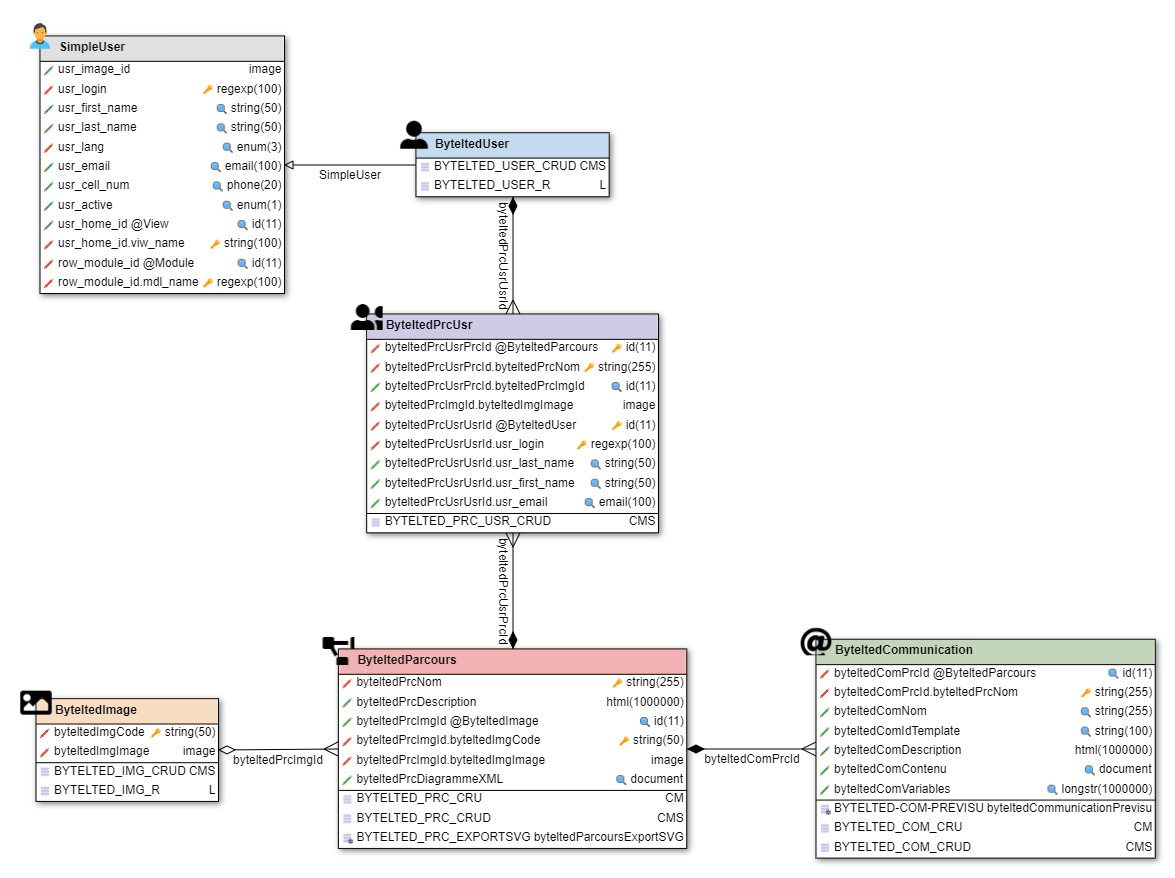 SimpleUser
usr_image_id image
usr_login regexp(100)
usr_first_name string(50)
usr_last_name string(50)
usr_lang enum(3)
usr_email email(100)
usr_cell_num phone(20)
usr_active enum(1)
usr_home_id @View id(11)
usr_home_id.viw_name string(100)
row_module_id @Module id(11)
row_module_id.mdl_name regexp(100)
SimpleUser
ByteltedUser
BYTELTED_USER_CRUD CMS
BYTELTED_USER_R L
byteltedPrcUsrUsrId
ByteltedPrcUsr
byteltedPrcUsrPrcId @ByteltedParcours id(11)
byteltedPrcUsrPrcId.byteltedPrcNom string(255)
byteltedPrcUsrPrcId.byteltedPrcImgId id(11)
byteltedPrcImgId.byteltedImgImage image
byteltedPrcUsrUsrId @ByteltedUser id(11)
byteltedPrcUsrUsrId.usr_login regexp(100)
byteltedPrcUsrUsrId.usr_last_name string(50)
byteltedPrcUsrUsrId.usr_first_name string(50)
byteltedPrcUsrUsrId.usr_email email(100)
BYTELTED_PRC_USR_CRUD CMS
byteltedPrcUsrPrcId
ByteltedImage
byteltedImgCode string(50)
byteltedImgImage image
BYTELTED_IMG_CRUD CMS
BYTELTED_IMG_R L
byteltedPrcImgId
ByteltedParcours
byteltedPrcNom string(255)
byteltedPrcDescription html(1000000)
byteltedPrcImgId @ByteltedImage id(11)
byteltedPrcImgId.byteltedImgCode string(50)
byteltedPrcImgId.byteltedImgImage image
byteltedPrcDiagrammeXML document
BYTELTED_PRC_CRU CM
BYTELTED_PRC_CRUD CMS
BYTELTED_PRC_EXPORTSVG byteltedParcoursExportSVG
byteltedComPrcId
@
ByteltedCommunication
byteltedComPrcId @ByteltedParcours id(11)
byteltedComPrcId.byteltedPrcNom string(255)
byteltedComNom string(255)
byteltedComIdTemplate string(100)
byteltedComDescription html(1000000)
byteltedComContenu document
byteltedComVariables longstr(1000000)
BYTELTED-COM-PREVISU byteltedCommunicationPrevisu
BYTELTED_COM_CRU CM
BYTELTED_COM_CRUD CMS